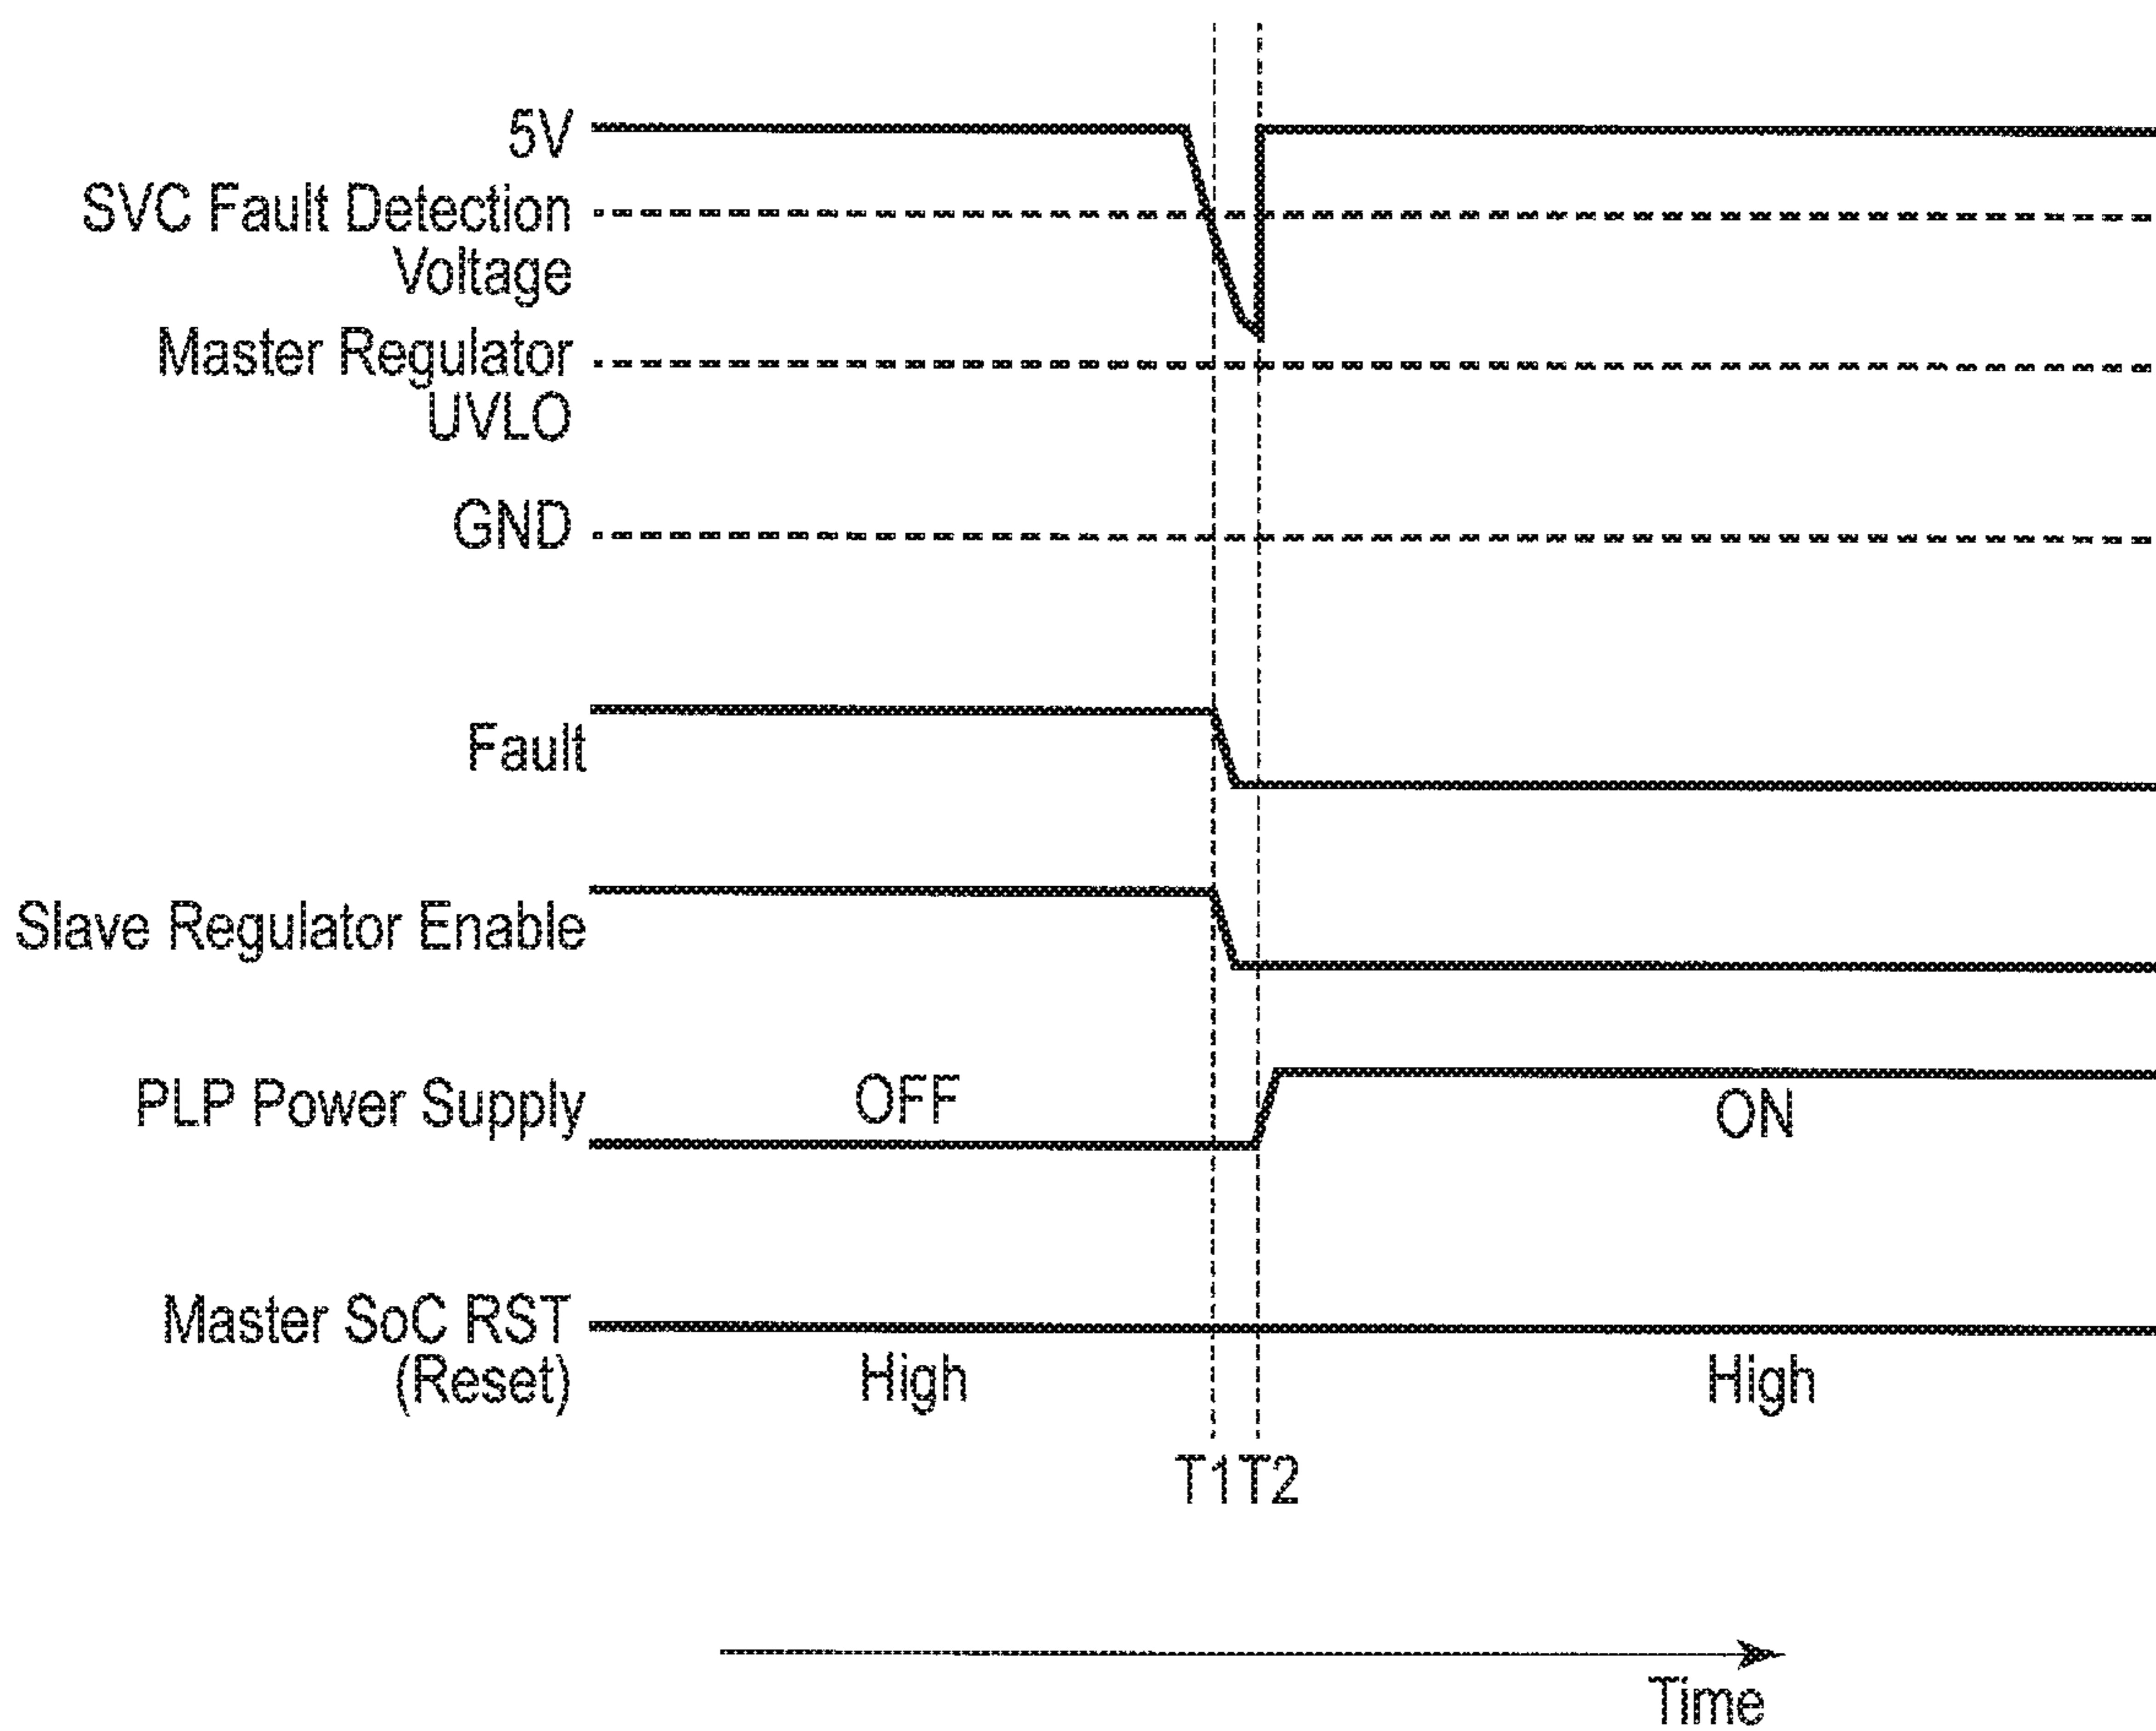 5V
SVC Fault Detection
Voltage
Master Regulator
UVLO
GND
Fault
Slave Regulator Enable
PLP Power Supply
OFF
ON
Master SoC RST
(Reset)
High
High
T1T2
Time